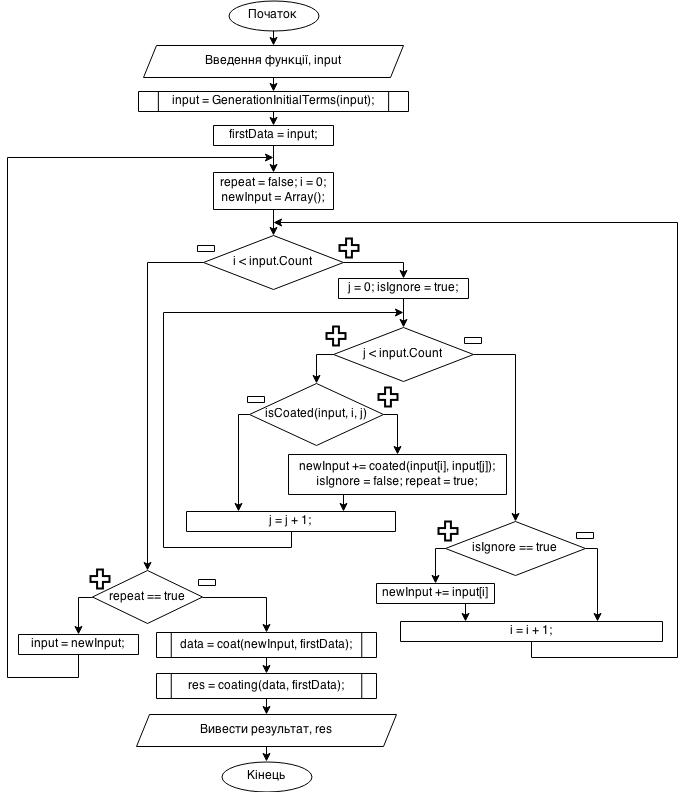 Початок
Введення функції, input
input = GenerationInitialTerms(input);
firstData = input;
repeat = false; i = 0;
newInput = Array();
i < input.Count
j = 0; isIgnore = true;
j < input.Count
isCoated(input, i, j)
newInput += coated(input[i], input[j]);
isIgnore = false; repeat = true;
j = j + 1;
isIgnore == true
newInput += input[i]
i = i + 1;
repeat == true
input = newInput;
data = coat(newInput, firstData);
res = coating(data, firstData);
Вивести результат, res
Кінець